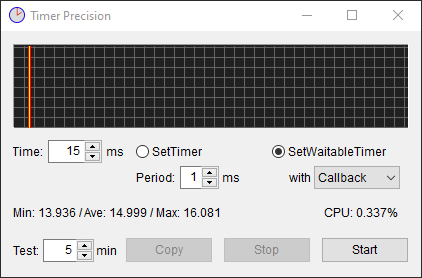 Timer Precision
Time: 15 ms SetTimer SetWaitableTimer
Period: 1 ms with Callback
Min: 13.936 / Ave: 14.999 / Max: 16.081 CPU: 0.337%
Test: 5 min Copy Stop Start